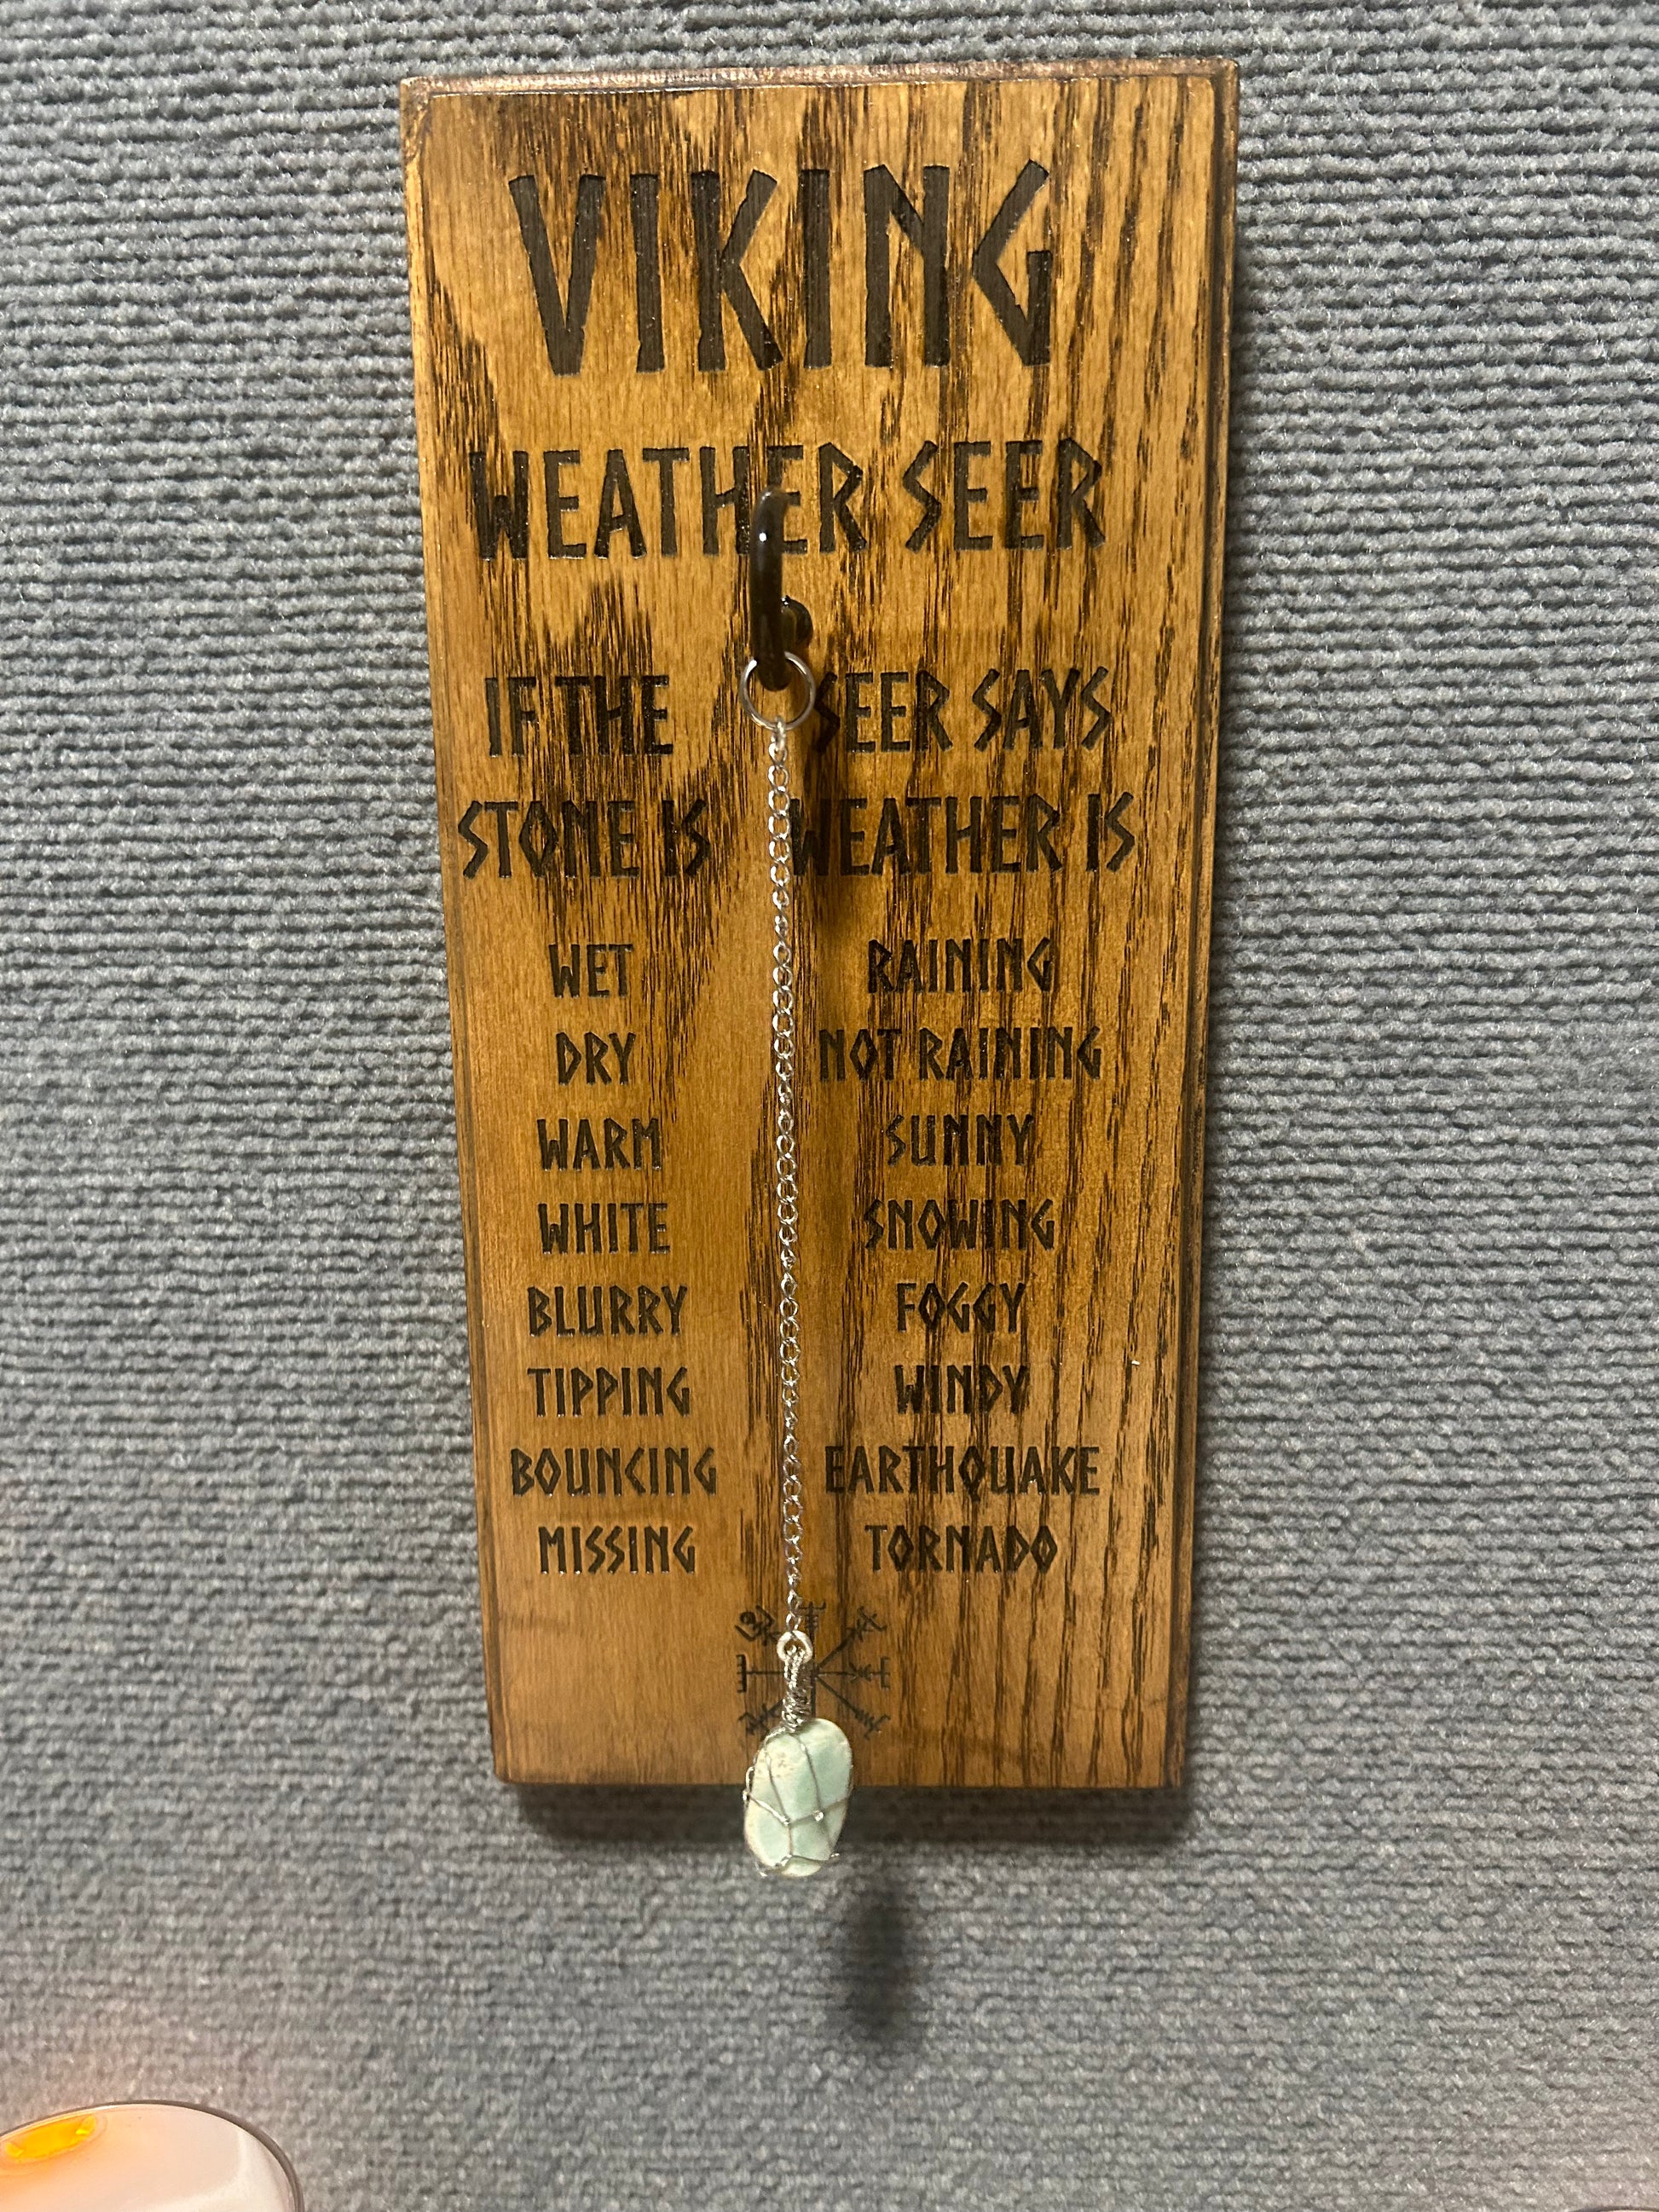 VIKING
WEATHER SEER
IF THE SEER SAYS
STONE IS WEATHER IS
WET RAINING
DRY NOT RAINING
WARM SUNNY
WHITE SNOWING
BLURRY FOGGY
TIPPING WINDY
BOUNCING EARTHQUAKE
MISSING TORNADO